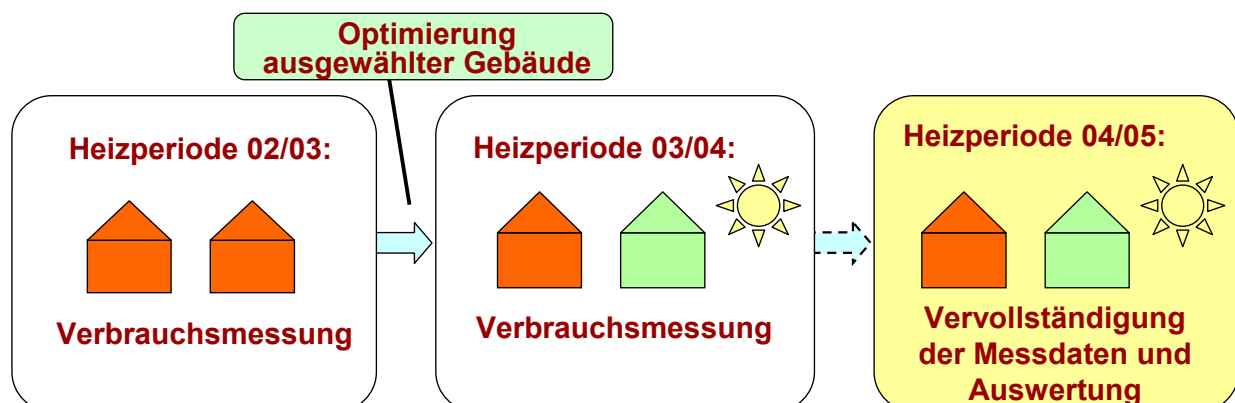 Optimierung
ausgewählter Gebäude
Heizperiode 02/03:
Verbrauchsmessung
Heizperiode 03/04:
Verbrauchsmessung
Heizperiode 04/05:
Vervollständigung
der Messdaten und
Auswertung